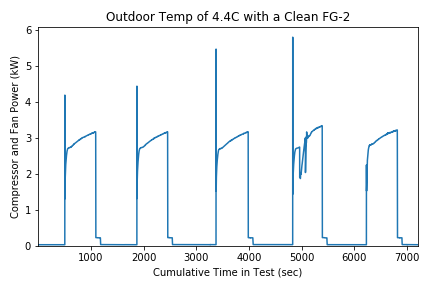 Outdoor Temp of 4.4C with a Clean FG-2
Compressor and Fan Power (kW)
6
5
4
3
2
1
0
1000 2000 3000 4000 5000 6000 7000
Cumulative Time in Test (sec)